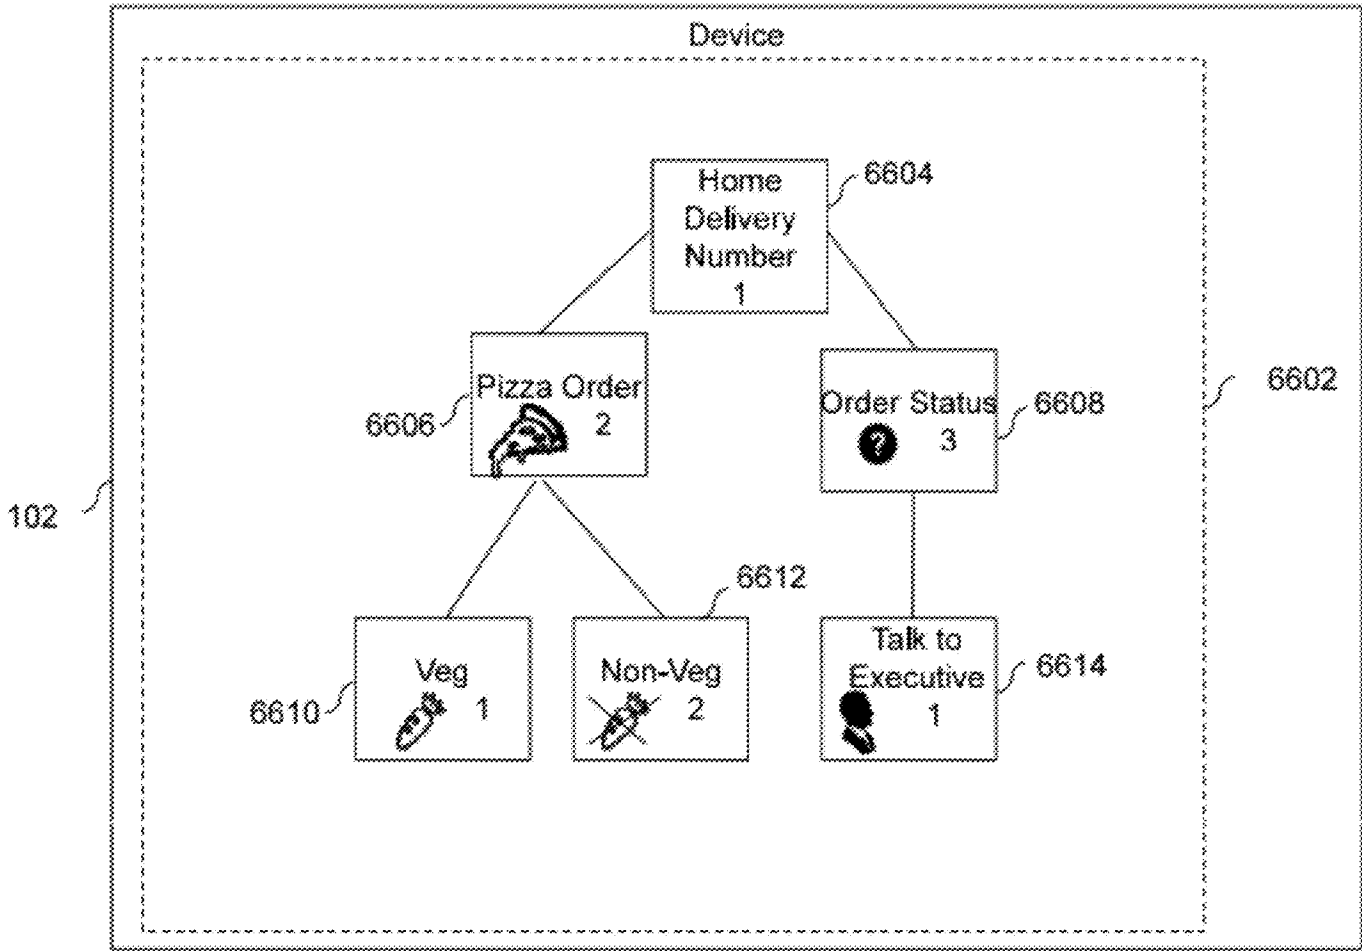 Device
Home
Delivery
Number
1
6604
Pizza Order
2
6606
Order Status
? 3
6608
6602
102
6612
Veg
1
6610
Non-Veg
2
Talk to
Executive
1
6614